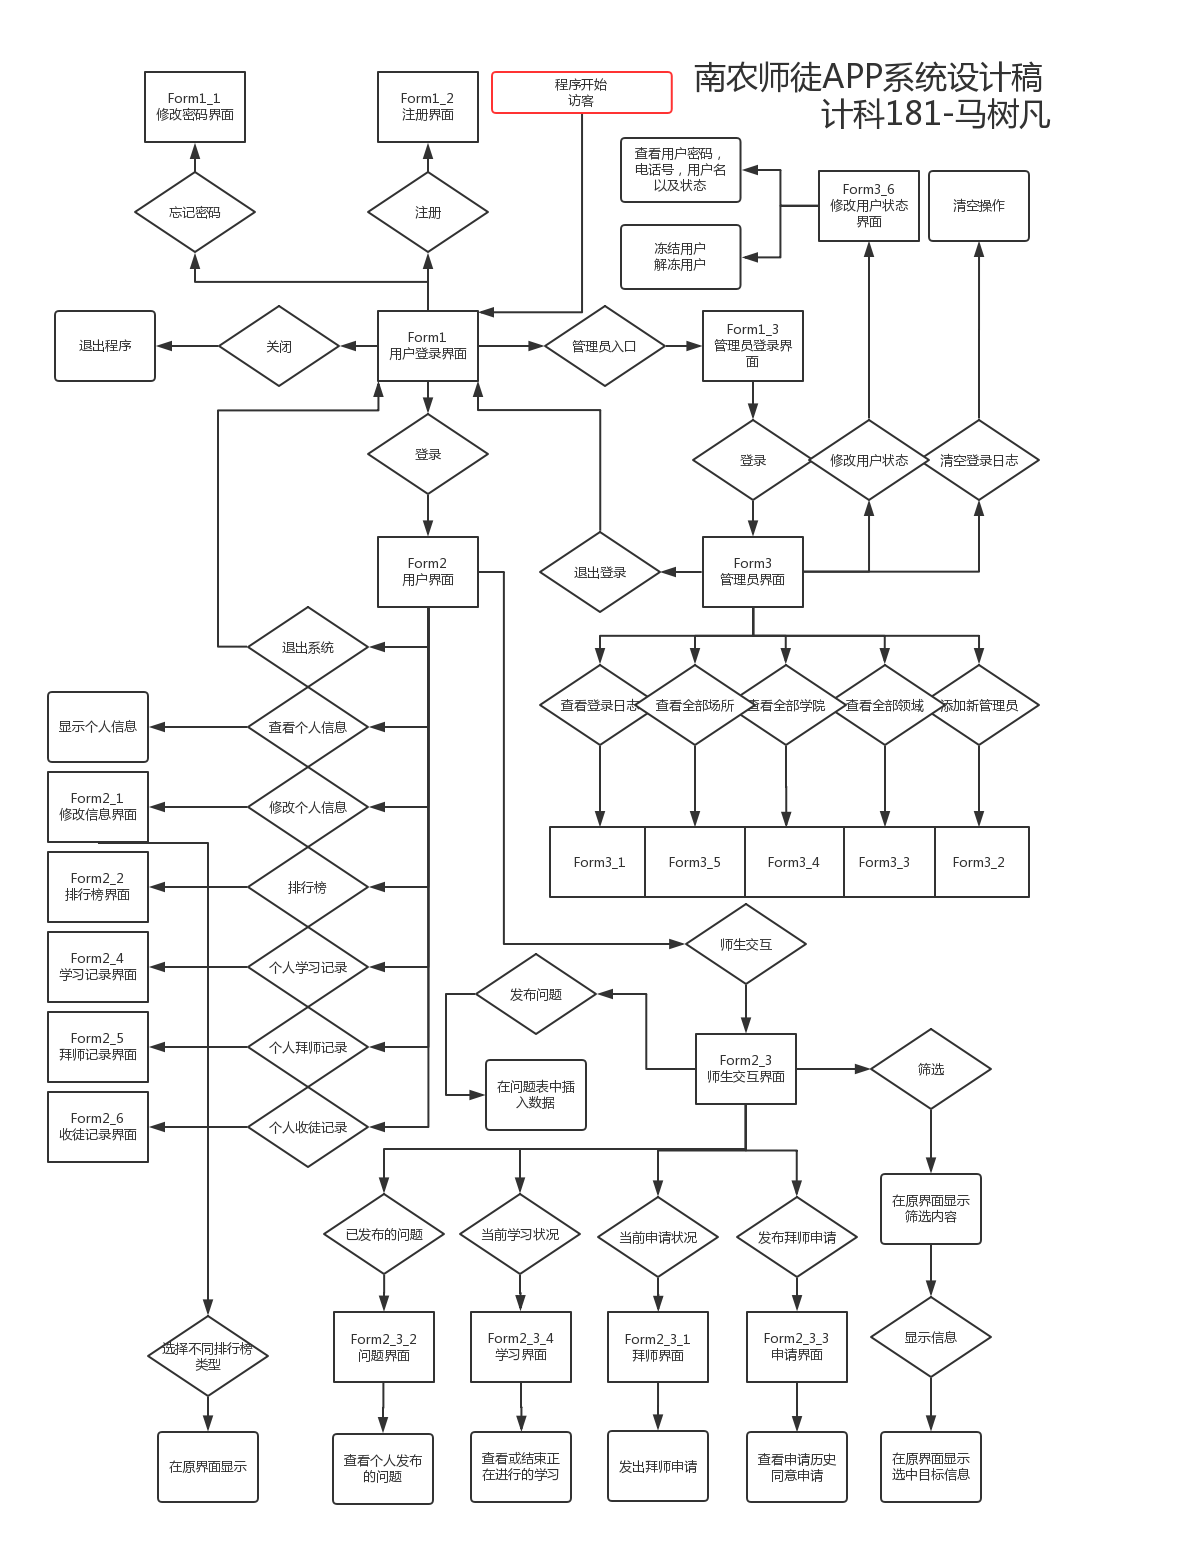 南农师徒APP系统设计稿
计科181-马树凡
程序开始
访客
Form1_1
修改密码界面
Form1_2
注册界面
查看用户密码，
电话号，用户名
以及状态
Form3_6
修改用户状态
界面
清空操作
忘记密码
注册
冻结用户
解冻用户
退出程序
关闭
Form1
用户登录界面
管理员入口
Form1_3
管理员登录界
面
登录
登录
修改用户状态
清空登录日志
Form2
用户界面
退出登录
Form3
管理员界面
退出系统
查看登录日志
查看全部场所
查看全部学院
查看全部领域
添加新管理员
显示个人信息
查看个人信息
Form2_1
修改信息界面
修改个人信息
Form2_2
排行榜界面
排行榜
Form3_1
Form3_5
Form3_4
Form3_3
Form3_2
Form2_4
学习记录界面
个人学习记录
师生交互
发布问题
Form2_5
拜师记录界面
个人拜师记录
Form2_3
师生交互界面
筛选
在问题表中插
入数据
Form2_6
收徒记录界面
个人收徒记录
已发布的问题
当前学习状况
当前申请状况
发布拜师申请
在原界面显示
筛选内容
选择不同排行榜
类型
Form2_3_2
问题界面
Form2_3_4
学习界面
Form2_3_1
拜师界面
Form2_3_3
申请界面
显示信息
在原界面显示
查看个人发布
的问题
查看或结束正
在进行的学习
发出拜师申请
查看申请历史
同意申请
在原界面显示
选中目标信息